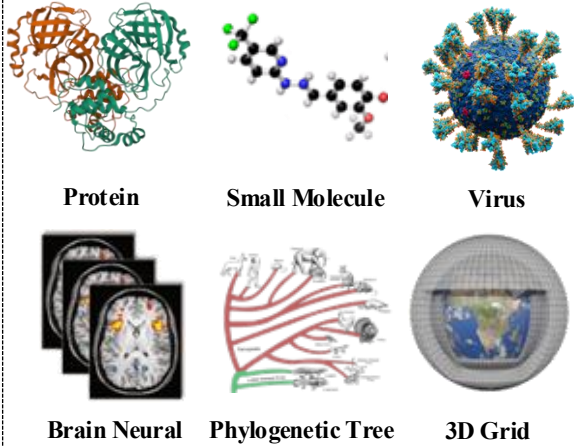 Protein
Small Molecule
Virus
Brain Neural
Phylogenetic Tree
3D Grid